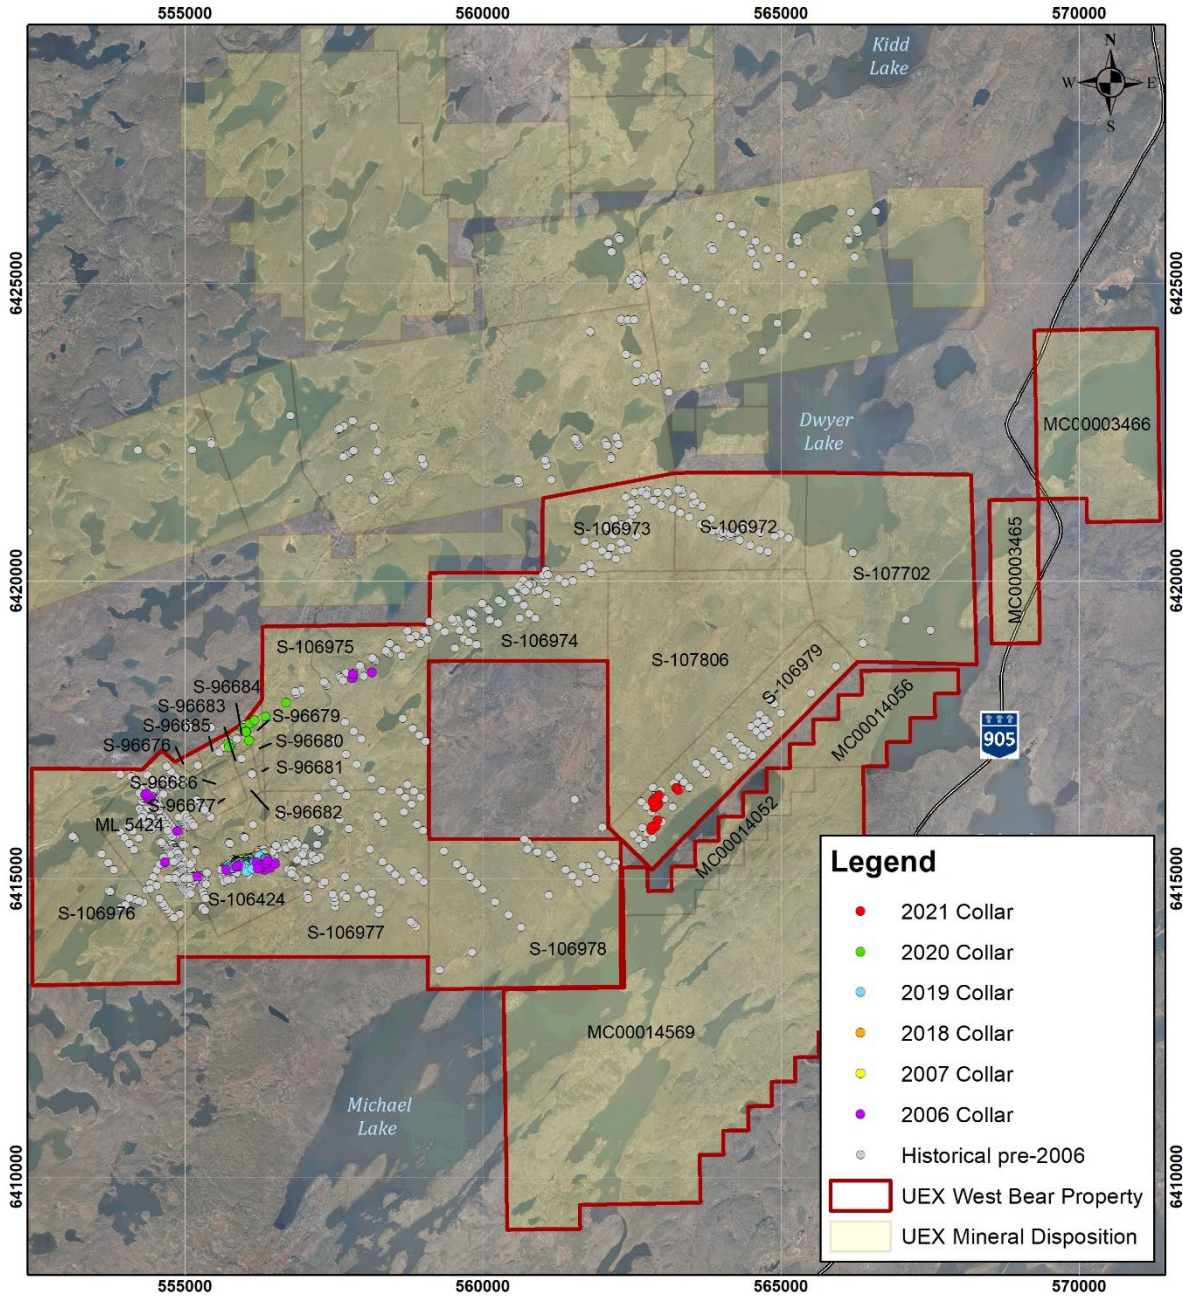 555000
560000
565000
570000
Kidd
Lake
N
W
E
S
6425000
6425000
MC00003466
Dwyer
Lake
S-106973
S-106972
MC00003465
S-107702
6420000
6420000
S-106975
S-106974
S-107806
S-106979
S-96684
S-96683
S-96685
S-96679
S-96676
S-96680
MC00014056
905
S-96681
S-96686
S-96677
S-96682
ML 5424
MC00014052
6415000
6415000
S-106424
S-106976
S-106977
S-106978
MC00014569
Michael
Lake
6410000
6410000
Legend
2021 Collar
2020 Collar
2019 Collar
2018 Collar
2007 Collar
2006 Collar
Historical pre-2006
UEX West Bear Property
UEX Mineral Disposition
555000
560000
565000
570000